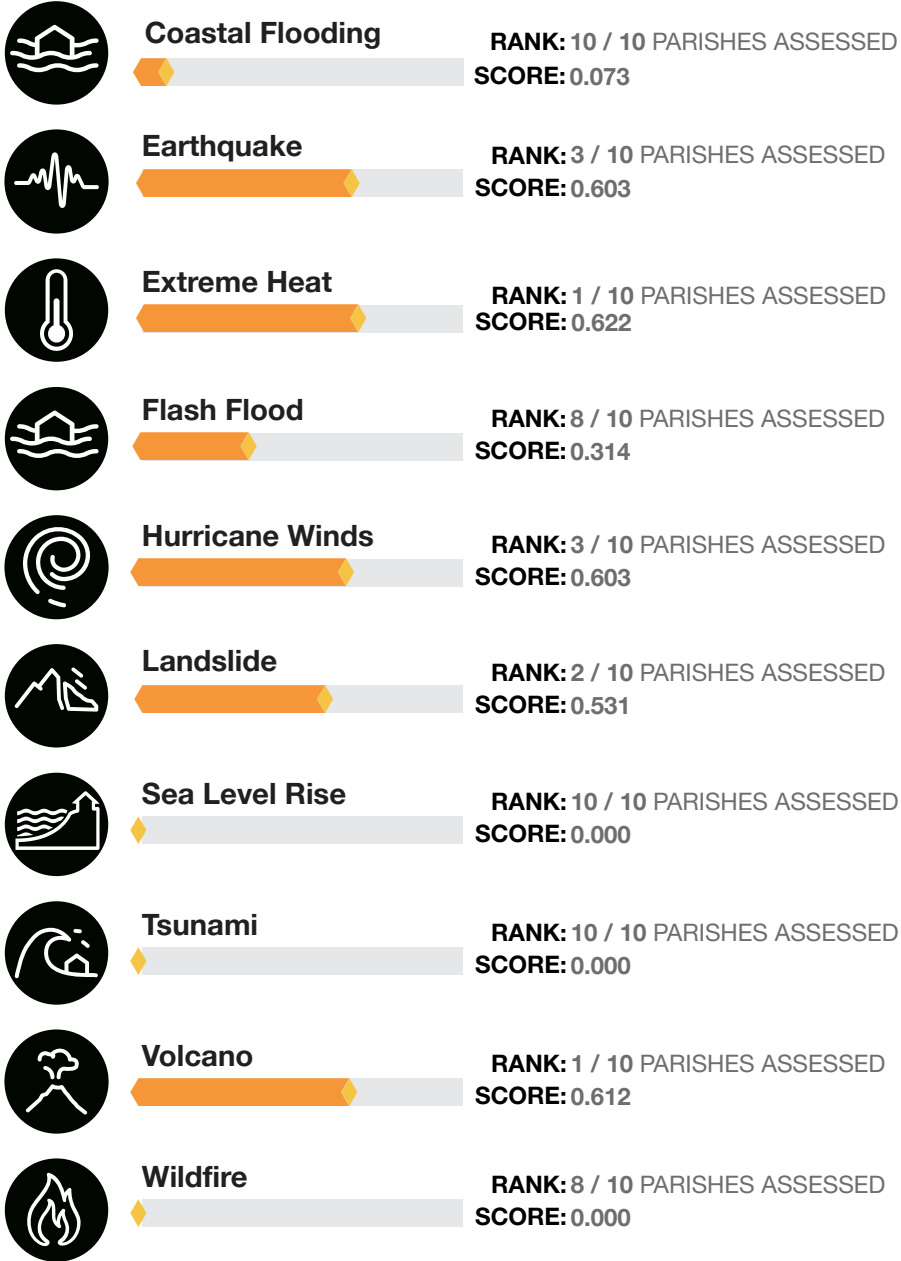 Coastal Flooding
RANK: 10 / 10 PARISHES ASSESSED
SCORE: 0.073
Earthquake
RANK: 3 / 10 PARISHES ASSESSED
SCORE: 0.603
Extreme Heat
RANK: 1 / 10 PARISHES ASSESSED
SCORE: 0.622
Flash Flood
RANK: 8 / 10 PARISHES ASSESSED
SCORE: 0.314
Hurricane Winds
RANK: 3 / 10 PARISHES ASSESSED
SCORE: 0.603
Landslide
RANK: 2 / 10 PARISHES ASSESSED
SCORE: 0.531
Sea Level Rise
RANK: 10 / 10 PARISHES ASSESSED
SCORE: 0.000
Tsunami
RANK: 10 / 10 PARISHES ASSESSED
SCORE: 0.000
Volcano
RANK: 1 / 10 PARISHES ASSESSED
SCORE: 0.612
Wildfire
RANK: 8 / 10 PARISHES ASSESSED
SCORE: 0.000